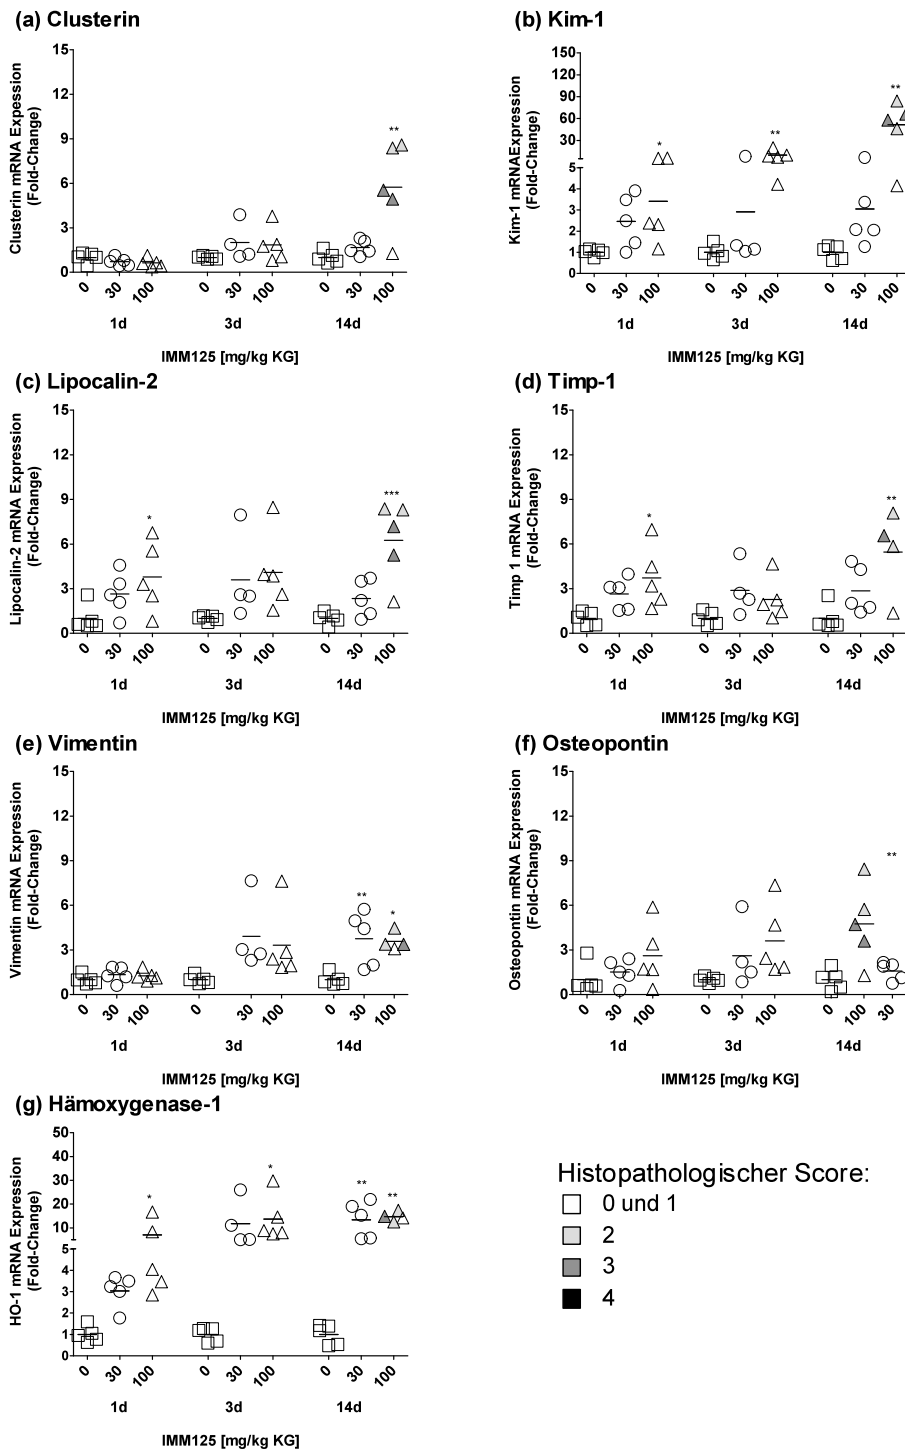 (a) Clusterin
Clusterin mRNA Expession
(Fold-Change)
15
12
9
6
3
0
**
0 30 100 0 30 100 0 30 100
1d 3d 14d
IMM125 [mg/kg KG]
(b) Kim-1
Kim-1 mRNAExpression
(Fold-Change)
150
120
90
60
30
5
4
3
2
1
0
* ** **
0 30 100 0 30 100 0 30 100
1d 3d 14d
IMM125 [mg/kg KG]
(c) Lipocalin-2
Lipocalin-2 mRNA Expression
(Fold-Change)
15
12
9
6
3
0
* ***
0 30 100 0 30 100 0 30 100
1d 3d 14d
IMM125 [mg/kg KG]
(d) Timp-1
Timp 1 mRNA Expression
(Fold-Change)
15
12
9
6
3
0
* **
0 30 100 0 30 100 0 30 100
1d 3d 14d
IMM125 [mg/kg KG]
(e) Vimentin
Vimentin mRNA Expression
(Fold-Change)
15
12
9
6
3
0
** *
0 30 100 0 30 100 0 30 100
1d 3d 14d
IMM125 [mg/kg KG]
(f) Osteopontin
Osteopontin mRNA Expression
(Fold-Change)
15
12
9
6
3
0
**
0 30 100 0 30 100 0 100 30
1d 3d 14d
IMM125 [mg/kg KG]
(g) Hämoxygenase-1
HO-1 mRNA Expression
(Fold-Change)
50
40
30
20
10
5
4
3
2
1
0
* * ** **
0 30 100 0 30 100 0 30 100
1d 3d 14d
IMM125 [mg/kg KG]
Histopathologischer Score:
0 und 1
2
3
4